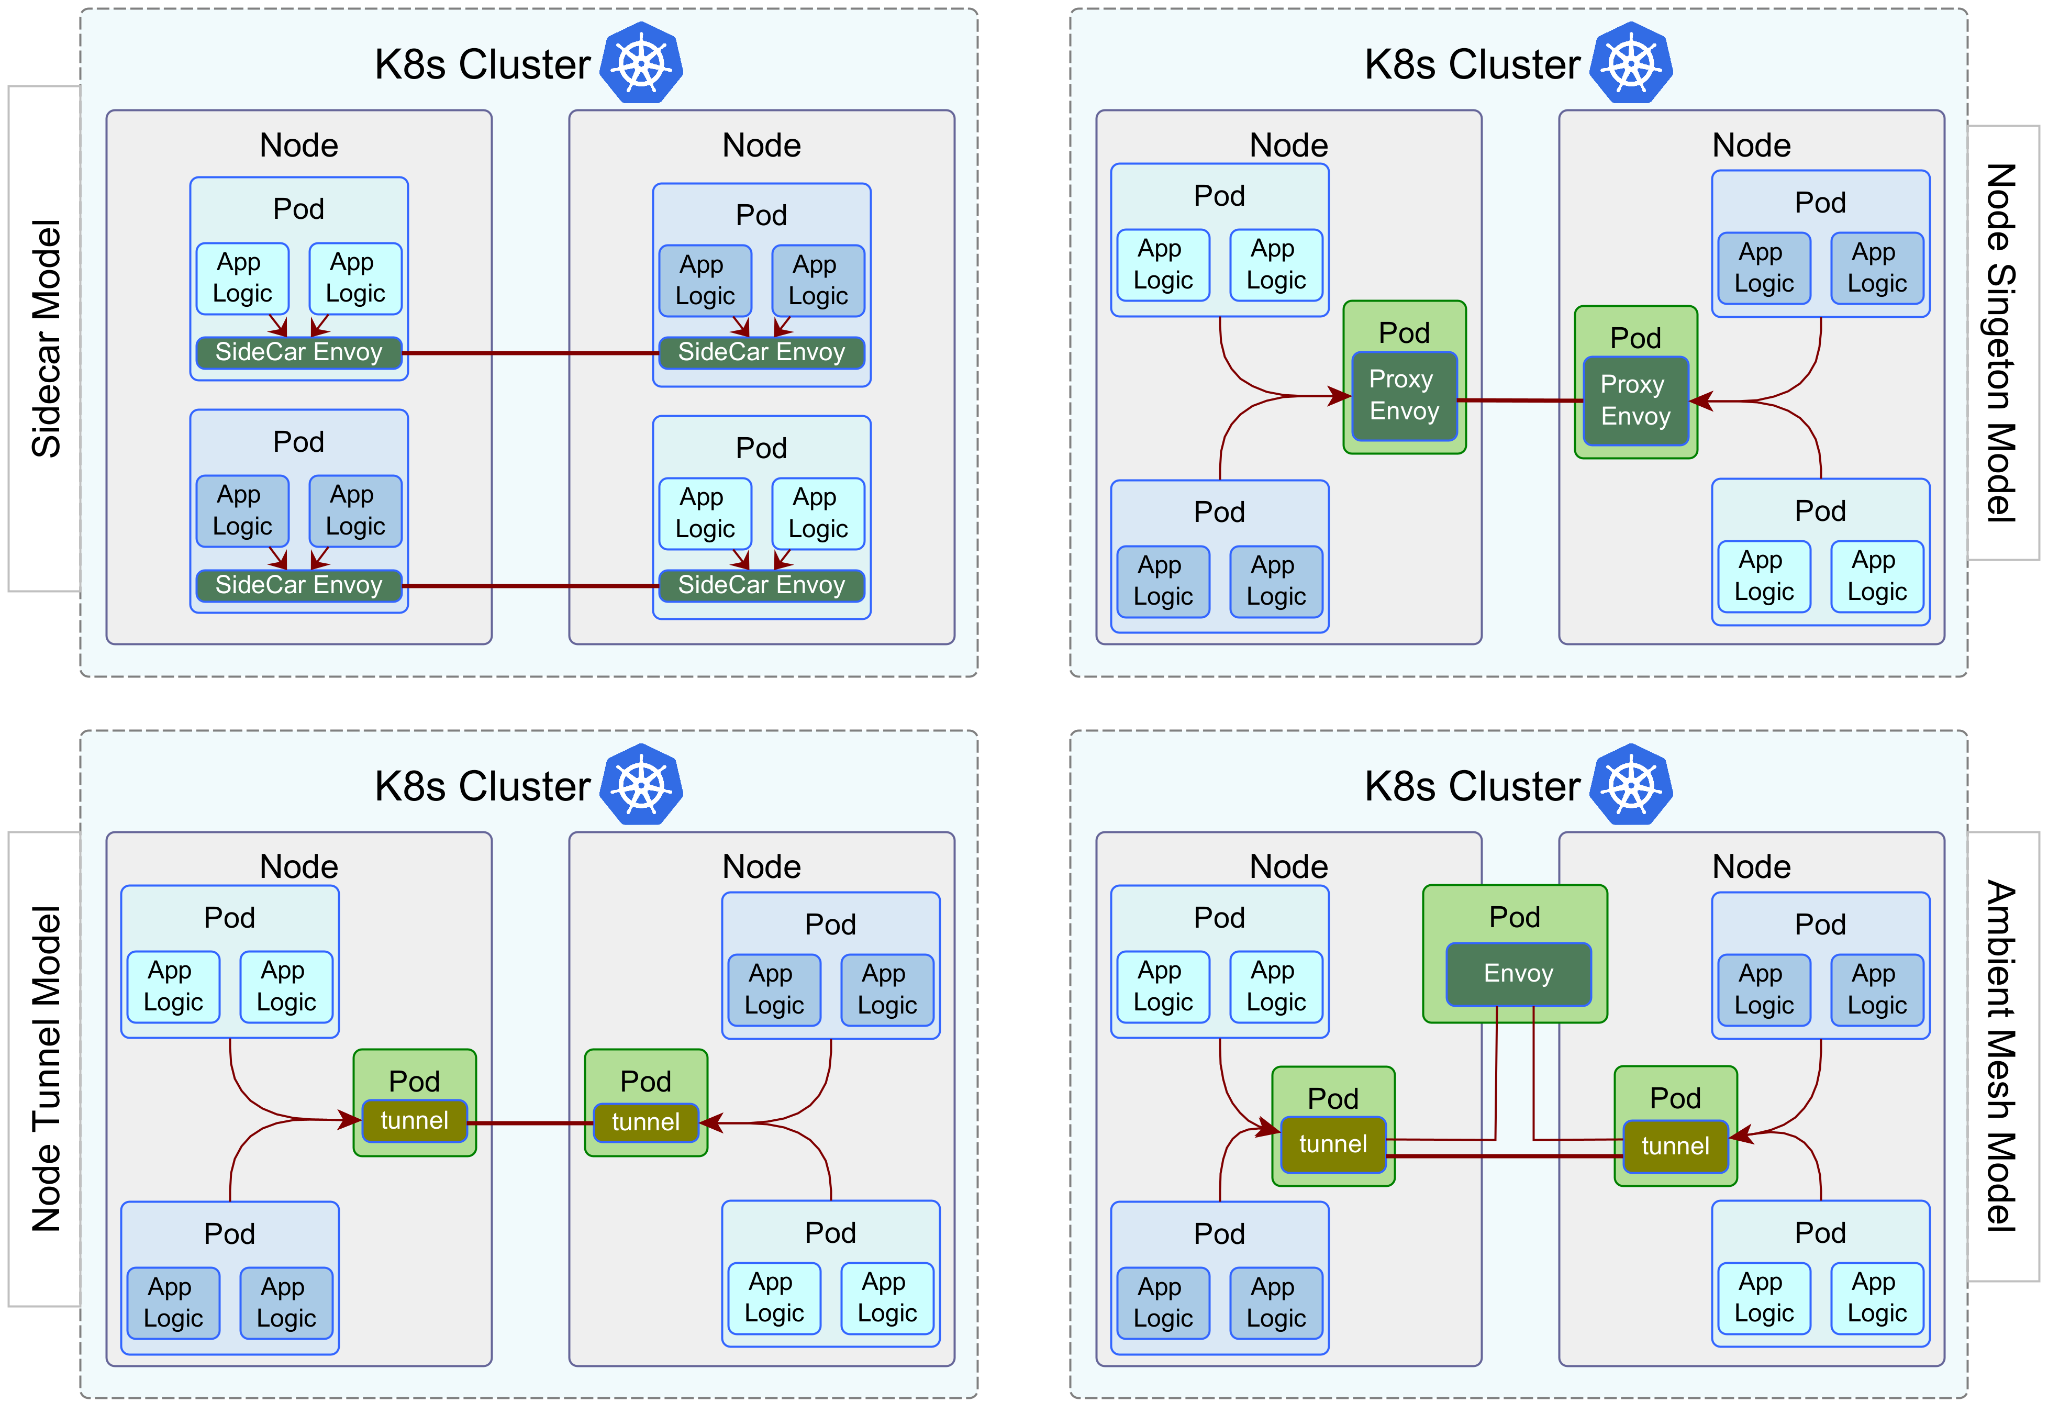 Sidecar Model
K8s Cluster
Node
Pod
App
Logic
App
Logic
SideCar Envoy
Pod
App
Logic
App
Logic
SideCar Envoy
Node
Pod
App
Logic
App
Logic
SideCar Envoy
Pod
App
Logic
App
Logic
SideCar Envoy
K8s Cluster
Node
Pod
App
Logic
App
Logic
Pod
Proxy
Envoy
Pod
App
Logic
App
Logic
Node
Pod
App
Logic
App
Logic
Pod
Proxy
Envoy
Pod
App
Logic
App
Logic
Node Singeton Model
Node Tunnel Model
K8s Cluster
Node
Pod
App
Logic
App
Logic
Pod
tunnel
Pod
App
Logic
App
Logic
Node
Pod
App
Logic
App
Logic
Pod
tunnel
Pod
App
Logic
App
Logic
K8s Cluster
Node
Pod
App
Logic
App
Logic
Pod
Envoy
Pod
tunnel
Pod
App
Logic
App
Logic
Node
Pod
App
Logic
App
Logic
Pod
tunnel
Pod
App
Logic
App
Logic
Ambient Mesh Model